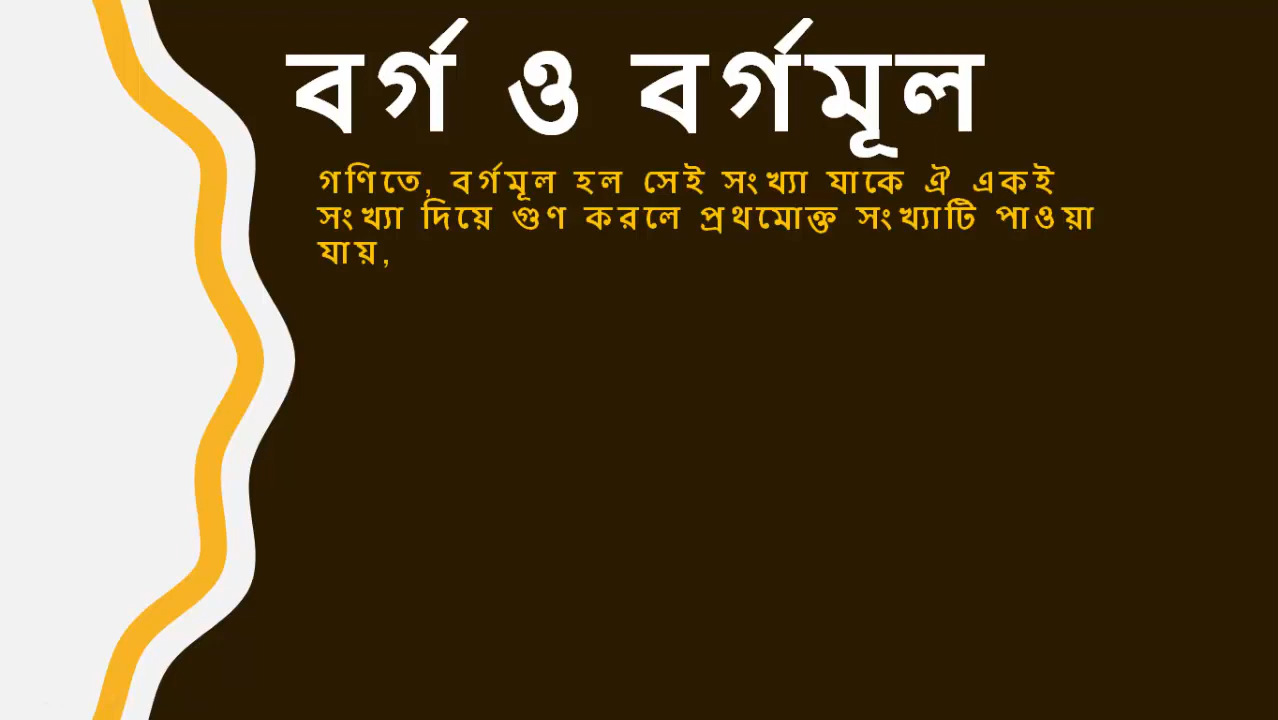 বর্গ ও বর্গমূল
গণিতে, বর্গমূল হল সেই সংখ্যা যাকে ঐ একই
সংখ্যা দিয়ে গুণ করলে প্রথমোক্ত সংখ্যাটি পাওয়া
যায়,